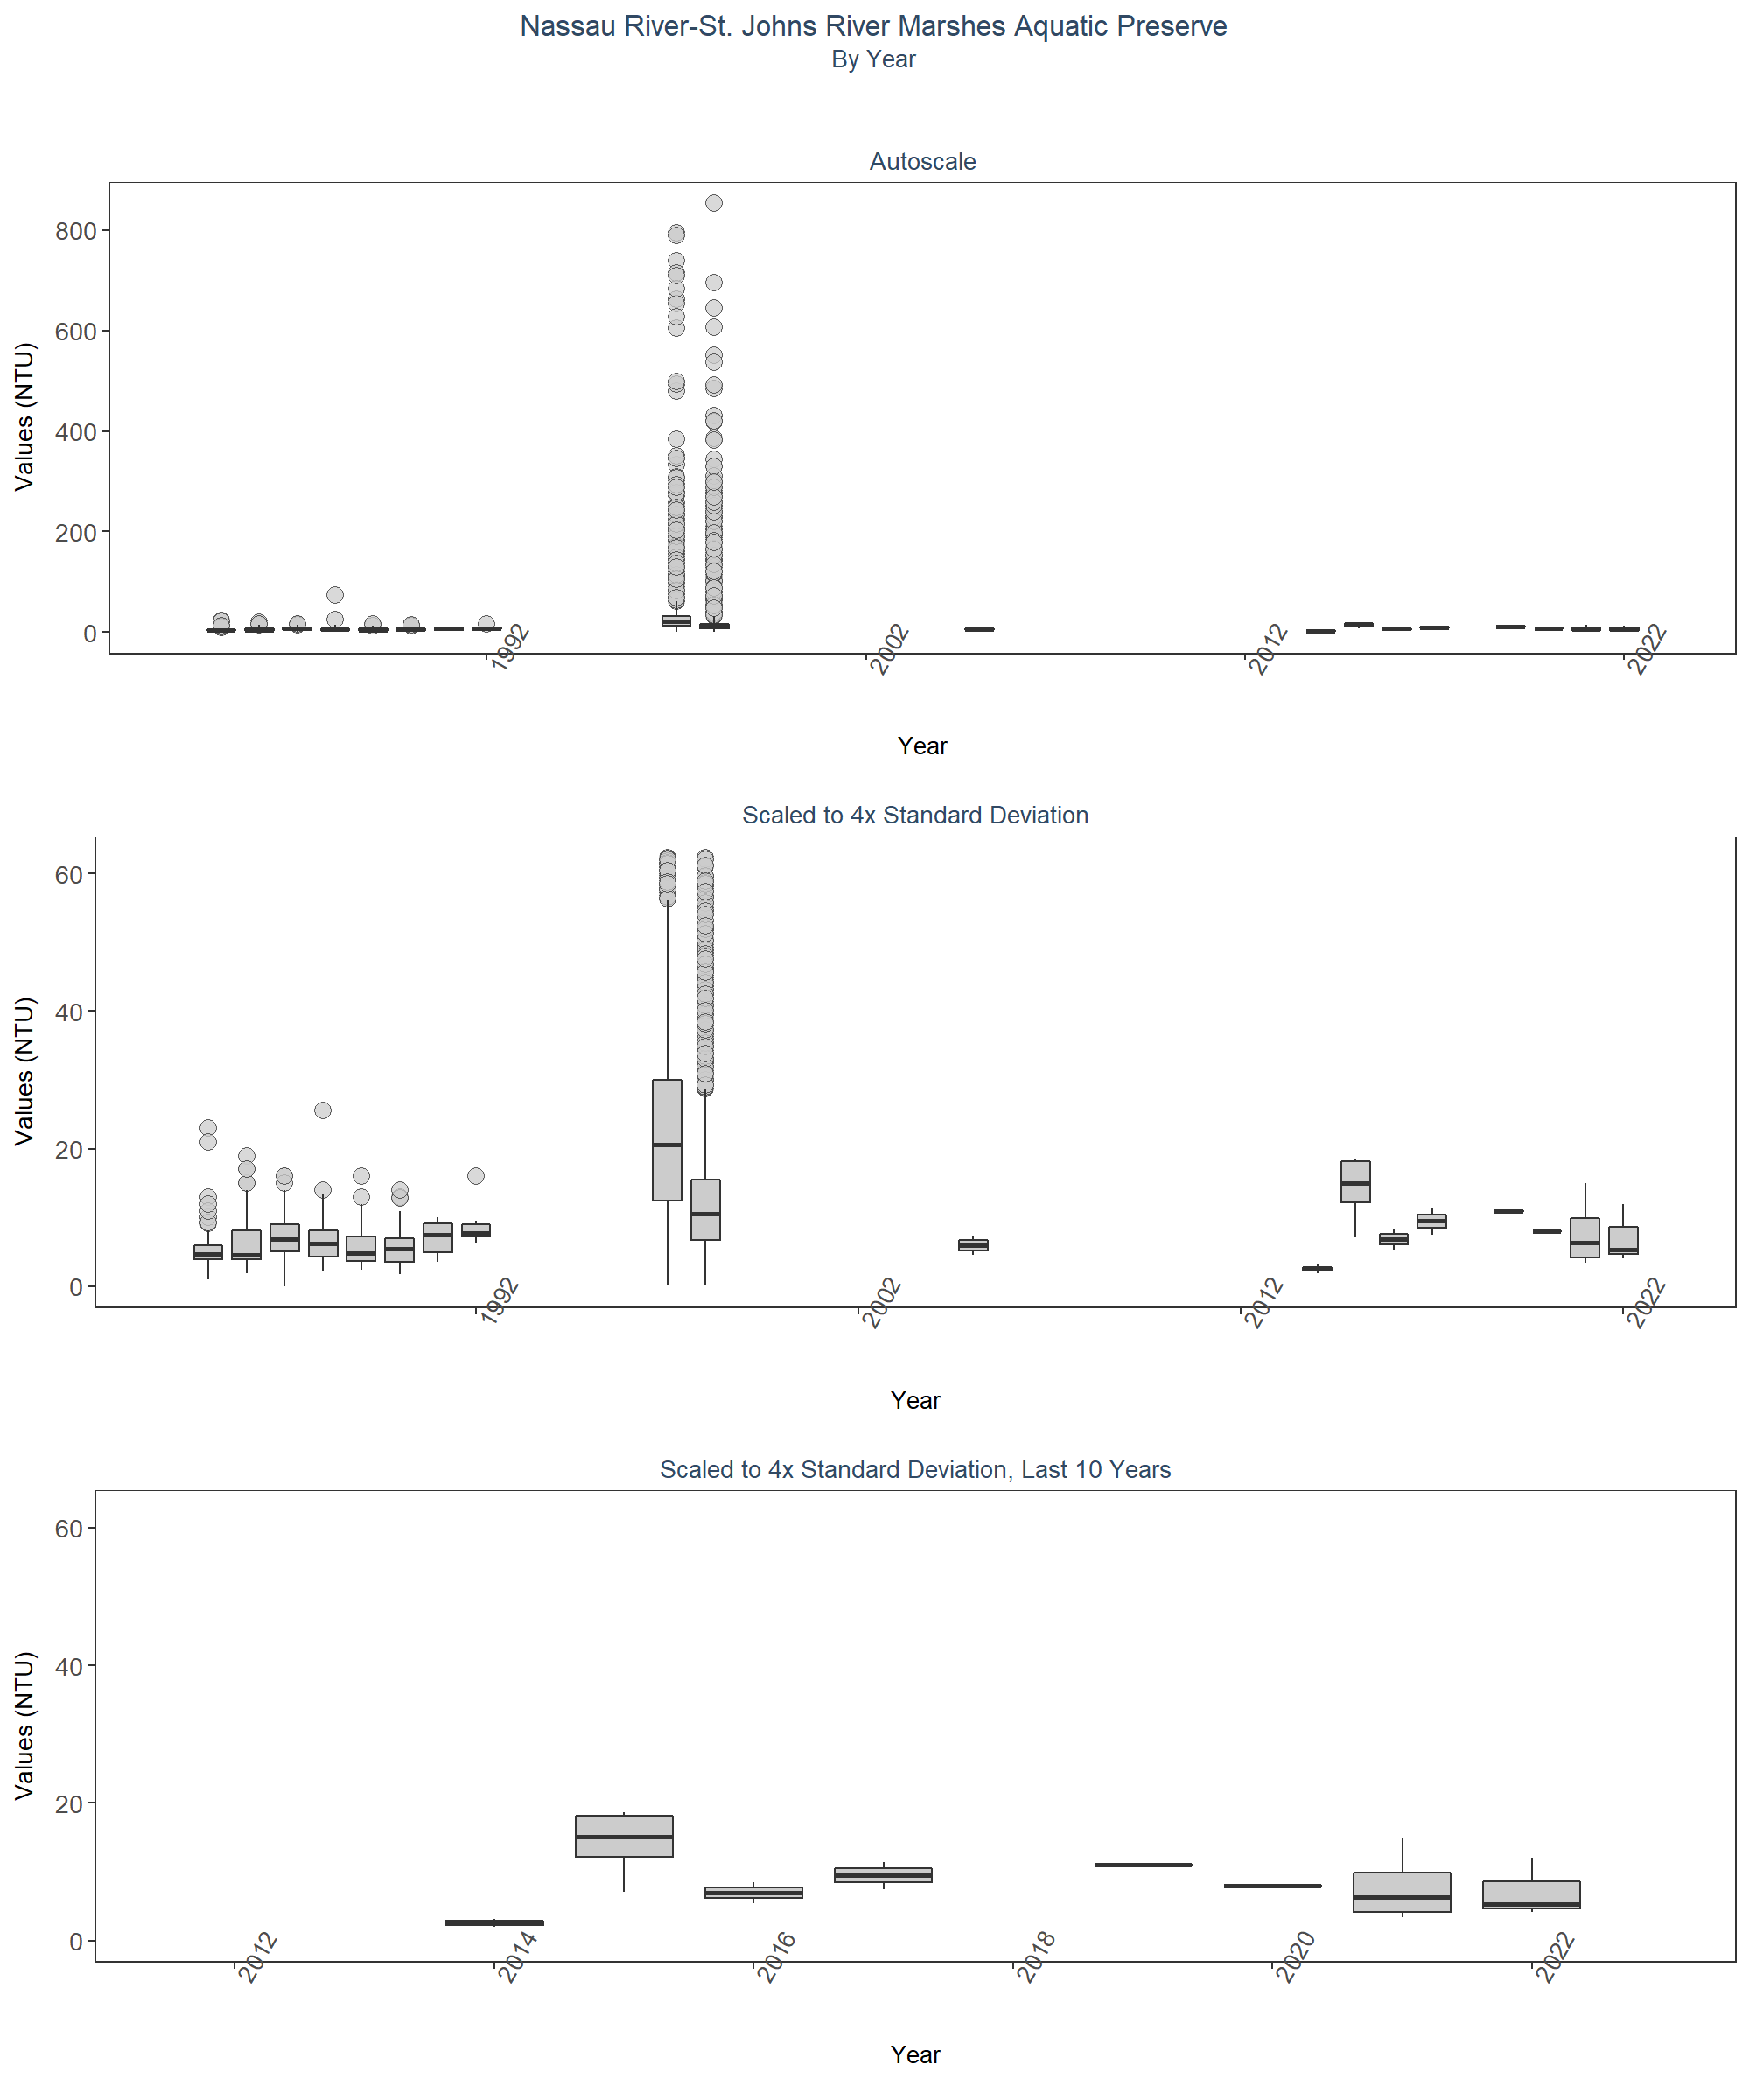 Nassau River-St. Johns River Marshes Aquatic Preserve
By Year
Autoscale
Values (NTU)
800
600
400
200
0
1992
2002
2012
2022
Year
Scaled to 4x Standard Deviation
Values (NTU)
60
40
20
0
1992
2002
2012
2022
Year
Scaled to 4x Standard Deviation, Last 10 Years
Values (NTU)
60
40
20
0
2012
2014
2016
2018
2020
2022
Year